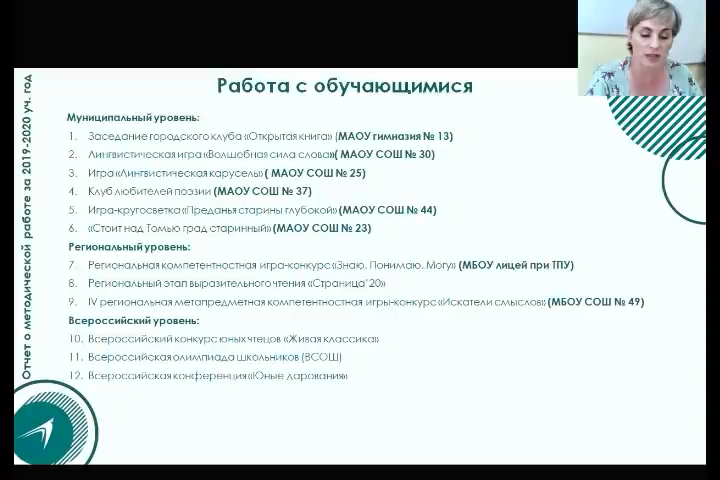 Работа с обучающимися
Отчет о методической работе за 2019-2020 уч. год
Муниципальный уровень:
1. Заседание городского клуба «Открытая книга» (МАОУ гимназия № 13)
2. Лингвистическая игра «Волшебная сила слова»( МАОУ СОШ № 30)
3. Игра «Лингвистическая карусель» ( МАОУ СОШ № 25)
4. Клуб любителей поэзии (МАОУ СОШ № 37)
5. Игра-кругосветка «Преданья старины глубокой» (МАОУ СОШ № 44)
6. «Стоит над Томью град старинный» (МАОУ СОШ № 23)
Региональный уровень:
7. Региональная компетентностная игра-конкурс «Знаю. Понимаю. Могу» (МБОУ лицей при ТПУ)
8. Региональный этап выразительного чтения «Страница'20»
9. IV региональная метапредметная компетентностная игры-конкурс «Искатели смыслов» (МБОУ СОШ № 49)
Всероссийский уровень:
10. Всероссийский конкурс юных чтецов «Живая классика»
11. Всероссийская олимпиада школьников (ВСОШ)
12. Всероссийская конференция «Юные дарования»